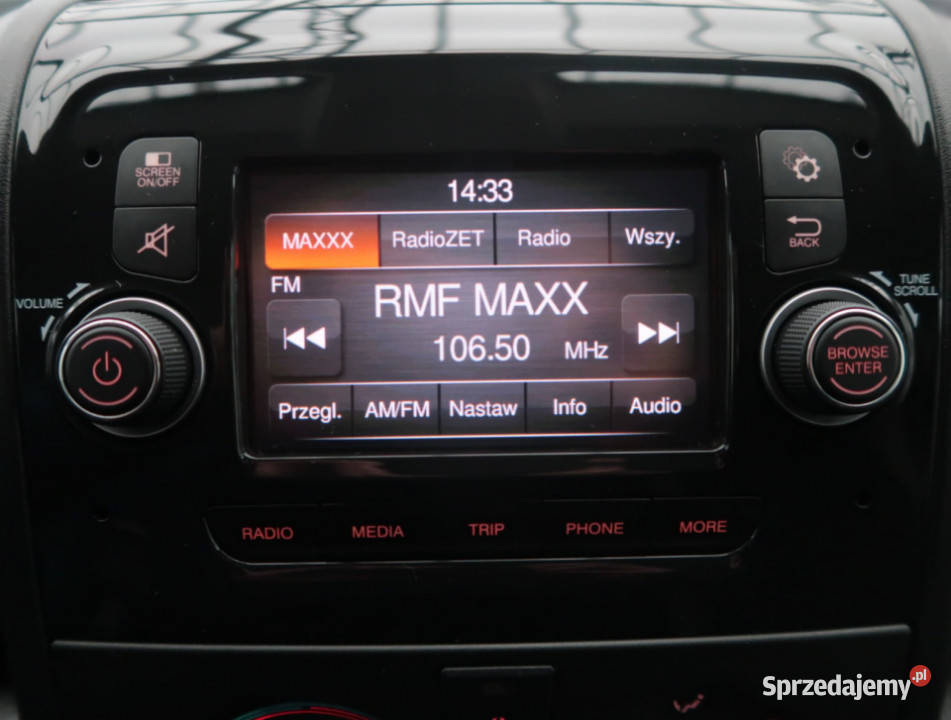 SCREEN
ON/OFF
VOLUME
14:33
MAXXX RadioZET Radio Wszy.
FM
RMF MAXX
106.50 MHz
Przegl. AM/FM Nastaw Info Audio
BACK
TUNE
SCROLL
BROWSE
ENTER
RADIO MEDIA TRIP PHONE MORE
Sprzedajemy.pl